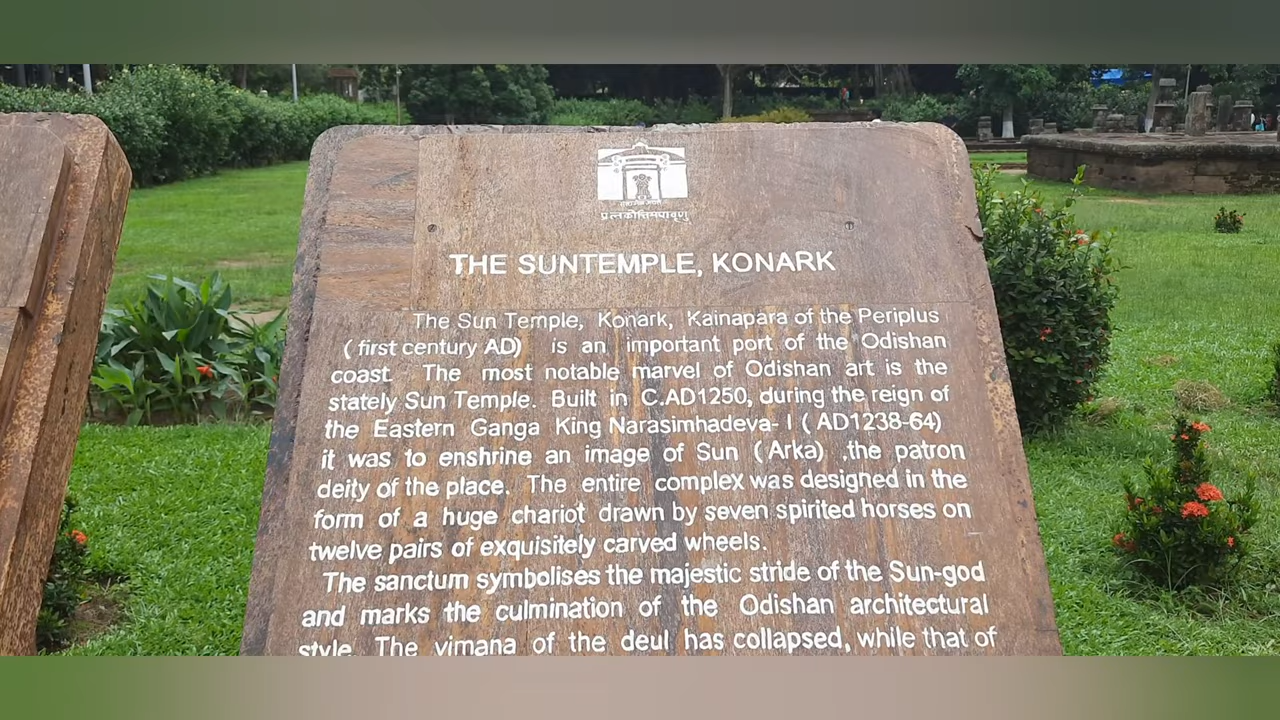 प्रत्नकीर्तिमपावृणु
THE SUNTEMPLE, KONARK
The Sun Temple, Konark, Kainapara of the Periplus
( first century AD) is an important port of the Odishan
coast. The most notable marvel of Odishan art is the
stately Sun Temple. Built in C.AD1250, during the reign of
the Eastern Ganga King Narasimhadeva- I ( AD1238-64)
it was to enshrine an image of Sun ( Arka) ,the patron
deity of the place. The entire complex was designed in the
form of a huge chariot drawn by seven spirited horses on
twelve pairs of exquisitely carved wheels.
The sanctum symbolises the majestic stride of the Sun-god
and marks the culmination of the Odishan architectural
style. The vimana of the deul has collapsed, while that of